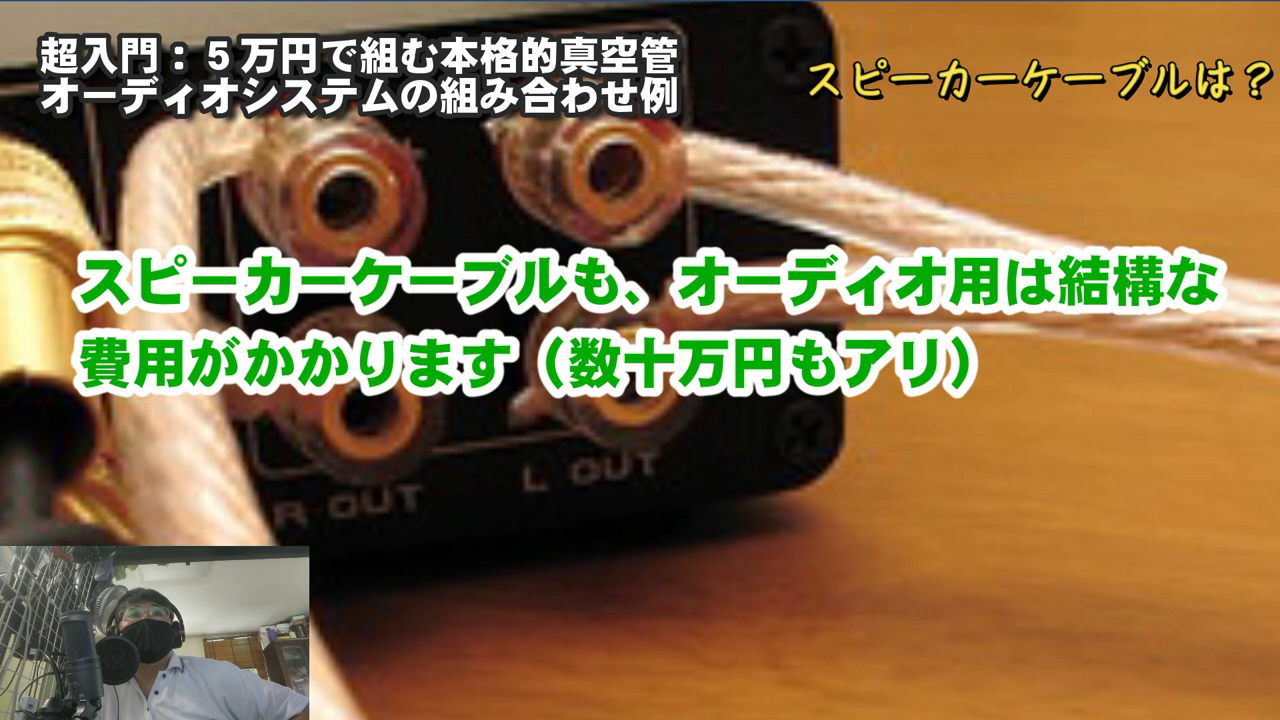 超入門：５万円で組む本格的真空管
オーディオシステムの組み合わせ例
スピーカーケーブルは？
スピーカーケーブルも、オーディオ用は結構な
費用がかかります（数十万円もアリ）
R OUT
L OUT